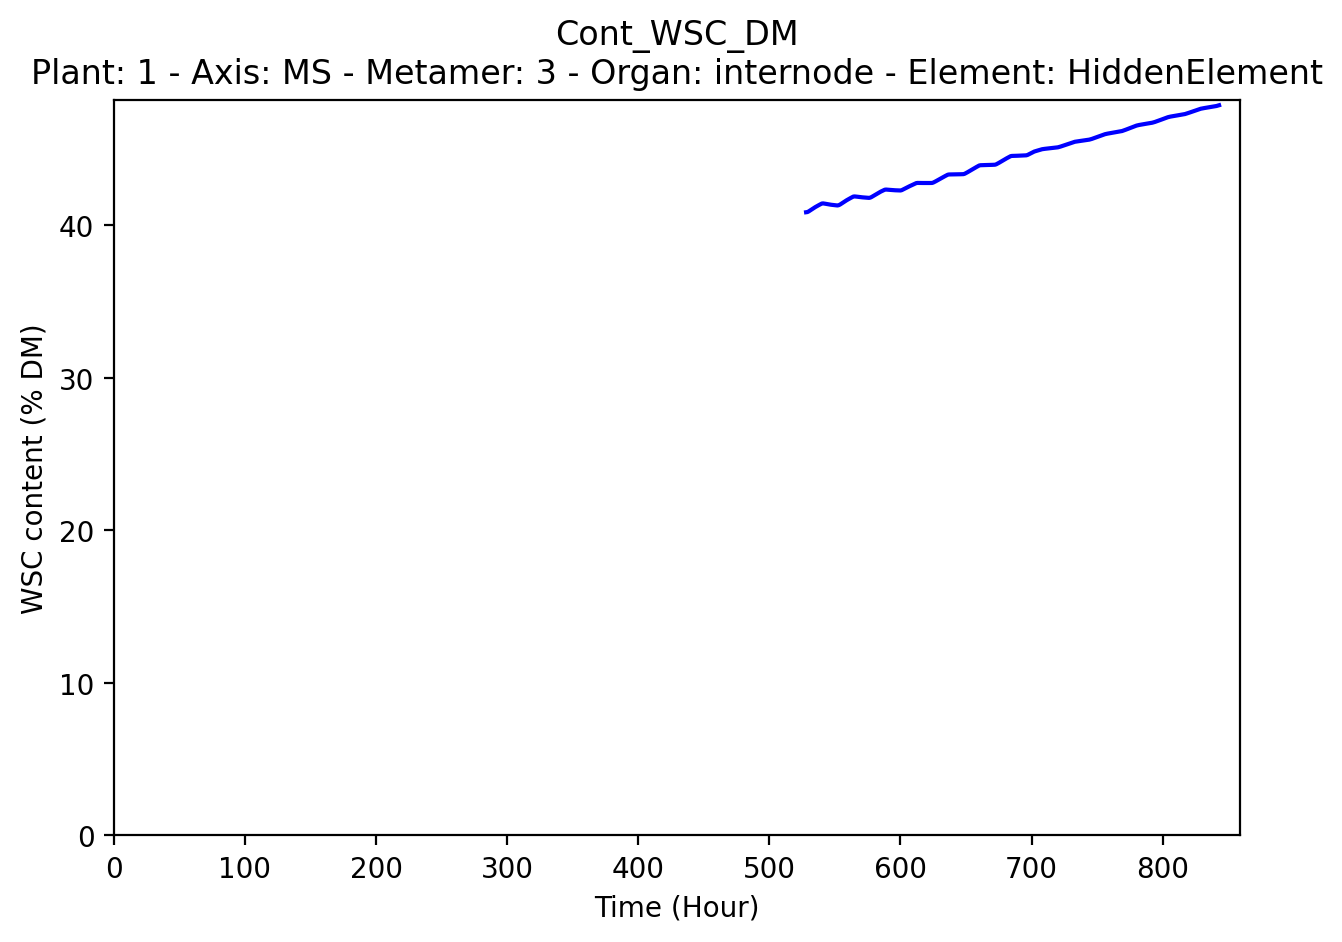 Cont_WSC_DM
Plant: 1 - Axis: MS - Metamer: 3 - Organ: internode - Element: HiddenElement
40
30
20
10
0
WSC content (% DM)
0 100 200 300 400 500 600 700 800
Time (Hour)